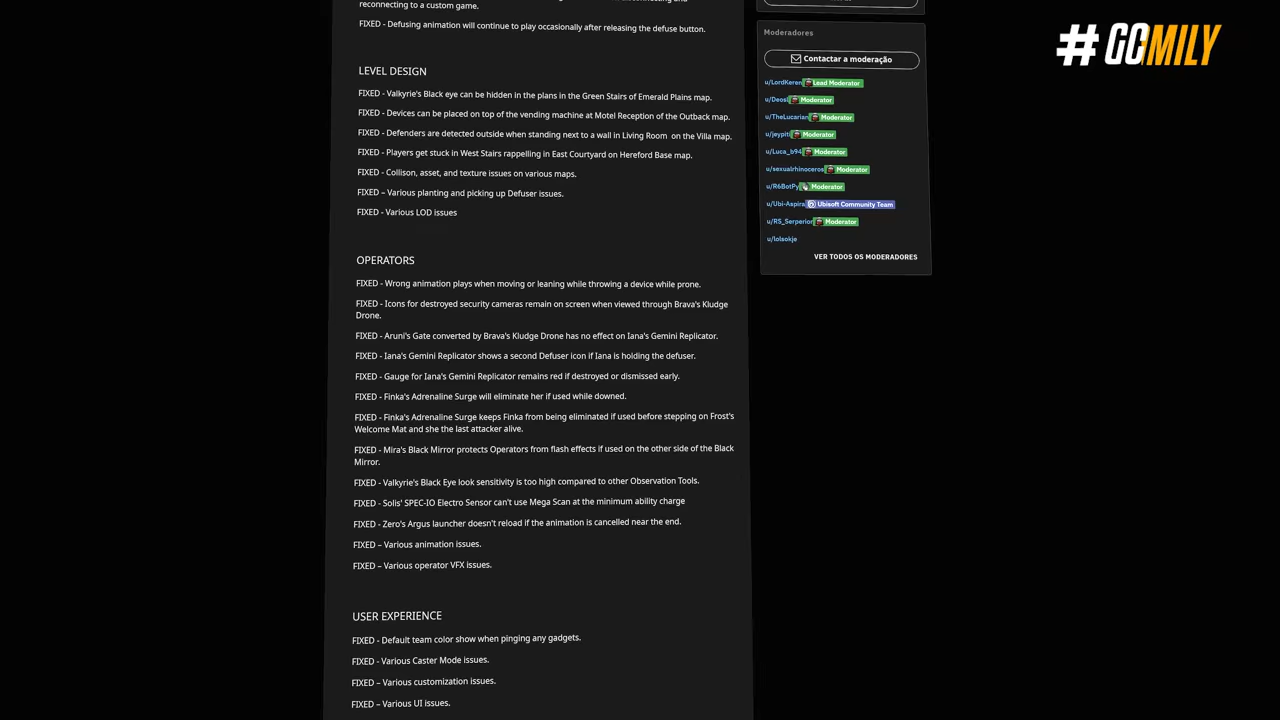 reconnecting to a custom game.
FIXED - Defusing animation will continue to play occasionally after releasing the defuse button.
LEVEL DESIGN
FIXED - Valkyrie's Black eye can be hidden in the plans in the Green Stairs of Emerald Plains map.
FIXED - Devices can be placed on top of the vending machine at Motel Reception of the Outback map.
FIXED - Defenders are detected outside when standing next to a wall in Living Room on the Villa map.
FIXED - Players get stuck in West Stairs rappelling in East Courtyard on Hereford Base map.
FIXED - Collison, asset, and texture issues on various maps.
FIXED – Various planting and picking up Defuser issues.
FIXED - Various LOD issues
OPERATORS
FIXED - Wrong animation plays when moving or leaning while throwing a device while prone.
FIXED - Icons for destroyed security cameras remain on screen when viewed through Brava's Kludge
Drone.
FIXED - Aruni's Gate converted by Brava's Kludge Drone has no effect on Iana's Gemini Replicator.
FIXED - Iana's Gemini Replicator shows a second Defuser icon if Iana is holding the defuser.
FIXED - Gauge for Iana's Gemini Replicator remains red if destroyed or dismissed early.
FIXED - Finka's Adrenaline Surge will eliminate her if used while downed.
FIXED - Finka's Adrenaline Surge keeps Finka from being eliminated if used before stepping on Frost's
Welcome Mat and she the last attacker alive.
FIXED - Mira's Black Mirror protects Operators from flash effects if used on the other side of the Black
Mirror.
FIXED - Valkyrie's Black Eye look sensitivity is too high compared to other Observation Tools.
FIXED - Solis' SPEC-IO Electro Sensor can't use Mega Scan at the minimum ability charge
FIXED - Zero's Argus launcher doesn't reload if the animation is cancelled near the end.
FIXED – Various animation issues.
FIXED – Various operator VFX issues.
USER EXPERIENCE
FIXED - Default team color show when pinging any gadgets.
FIXED - Various Caster Mode issues.
FIXED – Various customization issues.
FIXED – Various UI issues.
Moderadores
Contactar a moderação
u/LordKeren Lead Moderator
u/Deosl Moderator
u/TheLucarian Moderator
u/jeypiti Moderator
u/Luca_b94 Moderator
u/sexualrhinoceros Moderator
u/R6BotPy Moderator
u/Ubi-Aspira Ubisoft Community Team
u/RS_Serperior Moderator
u/lolsokje
VER TODOS OS MODERADORES
#GGMILY